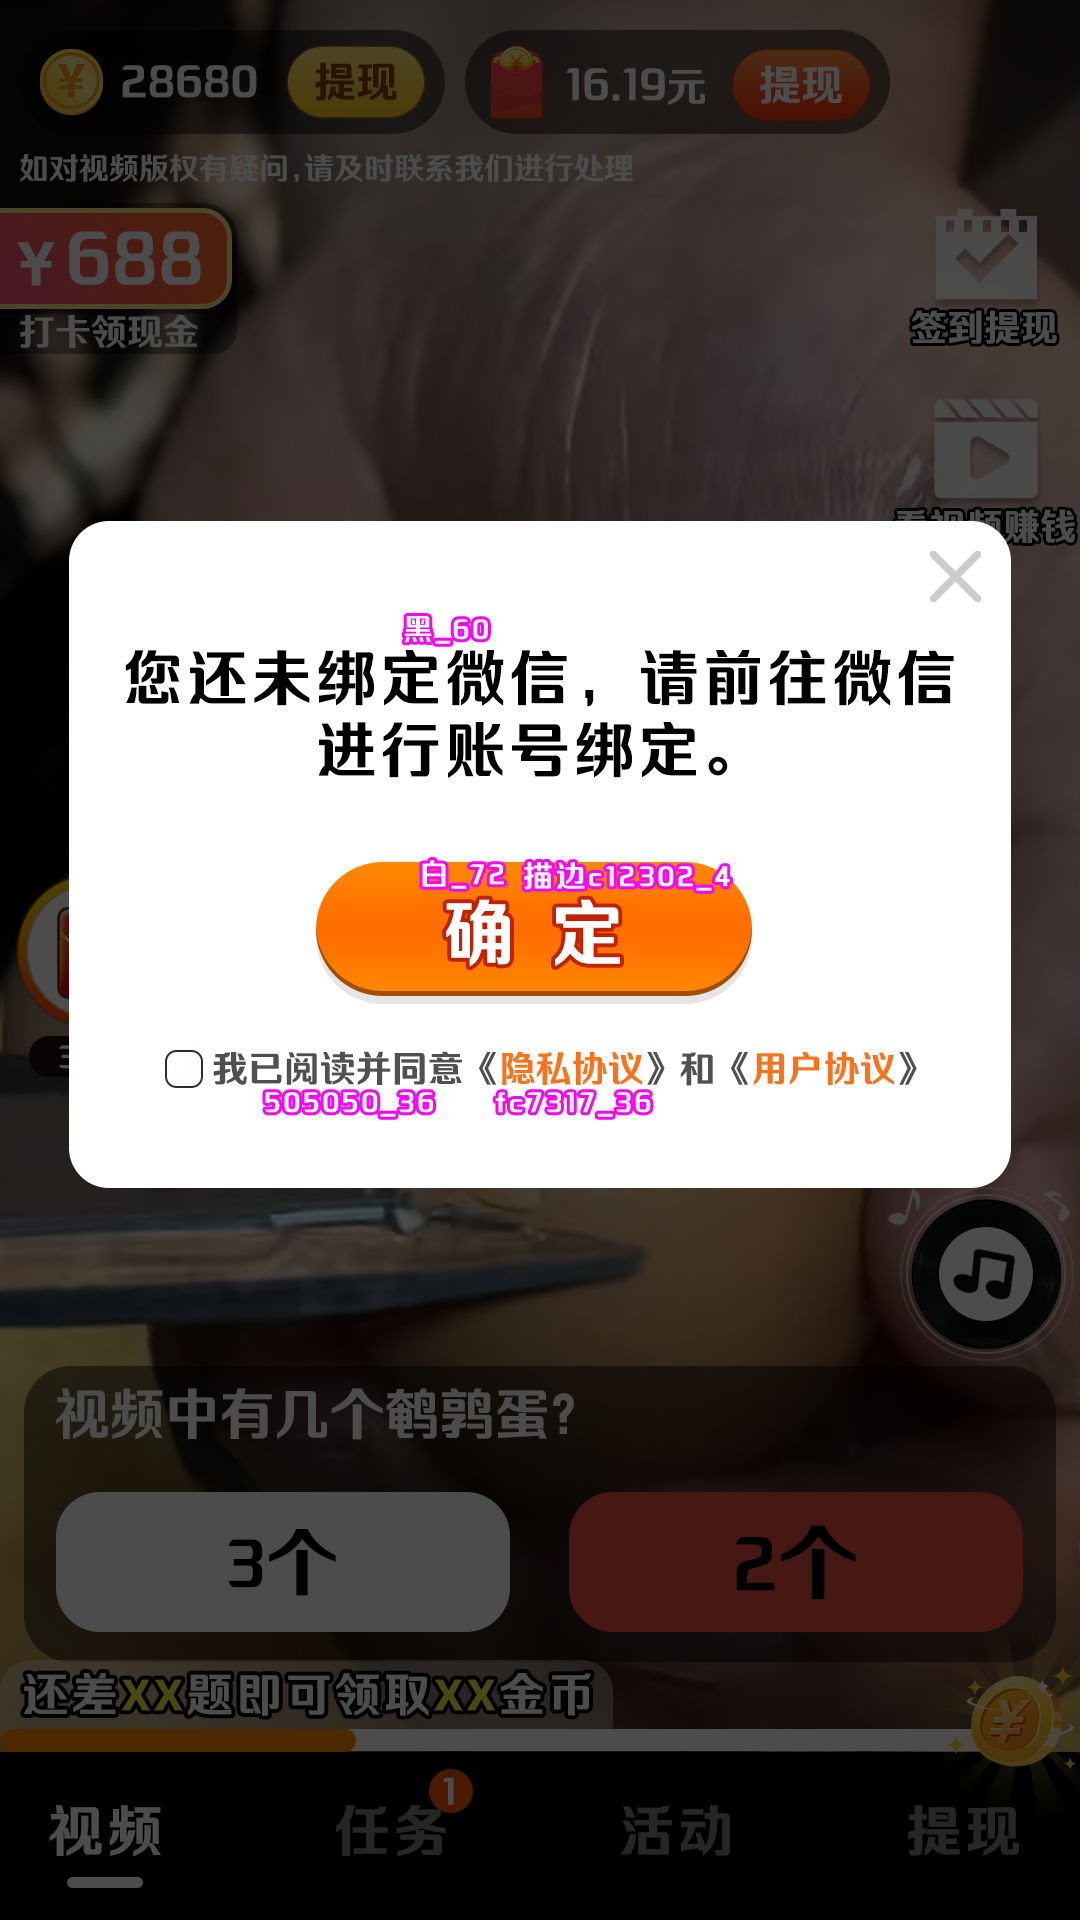 28680 提现 16.19元 提现
如对视频版权有疑问,请及时联系我们进行处理
¥688
打卡领现金
签到提现
看视频赚钱
黑_60
您还未绑定微信，请前往微信
进行账号绑定。
白_72 描边c12302_4
确 定
3
我已阅读并同意《隐私协议》和《用户协议》
505050_36 fc7317_36
视频中有几个鹌鹑蛋?
3个 2个
还差XX题即可领取XX金币
1
视频 任务 活动 提现